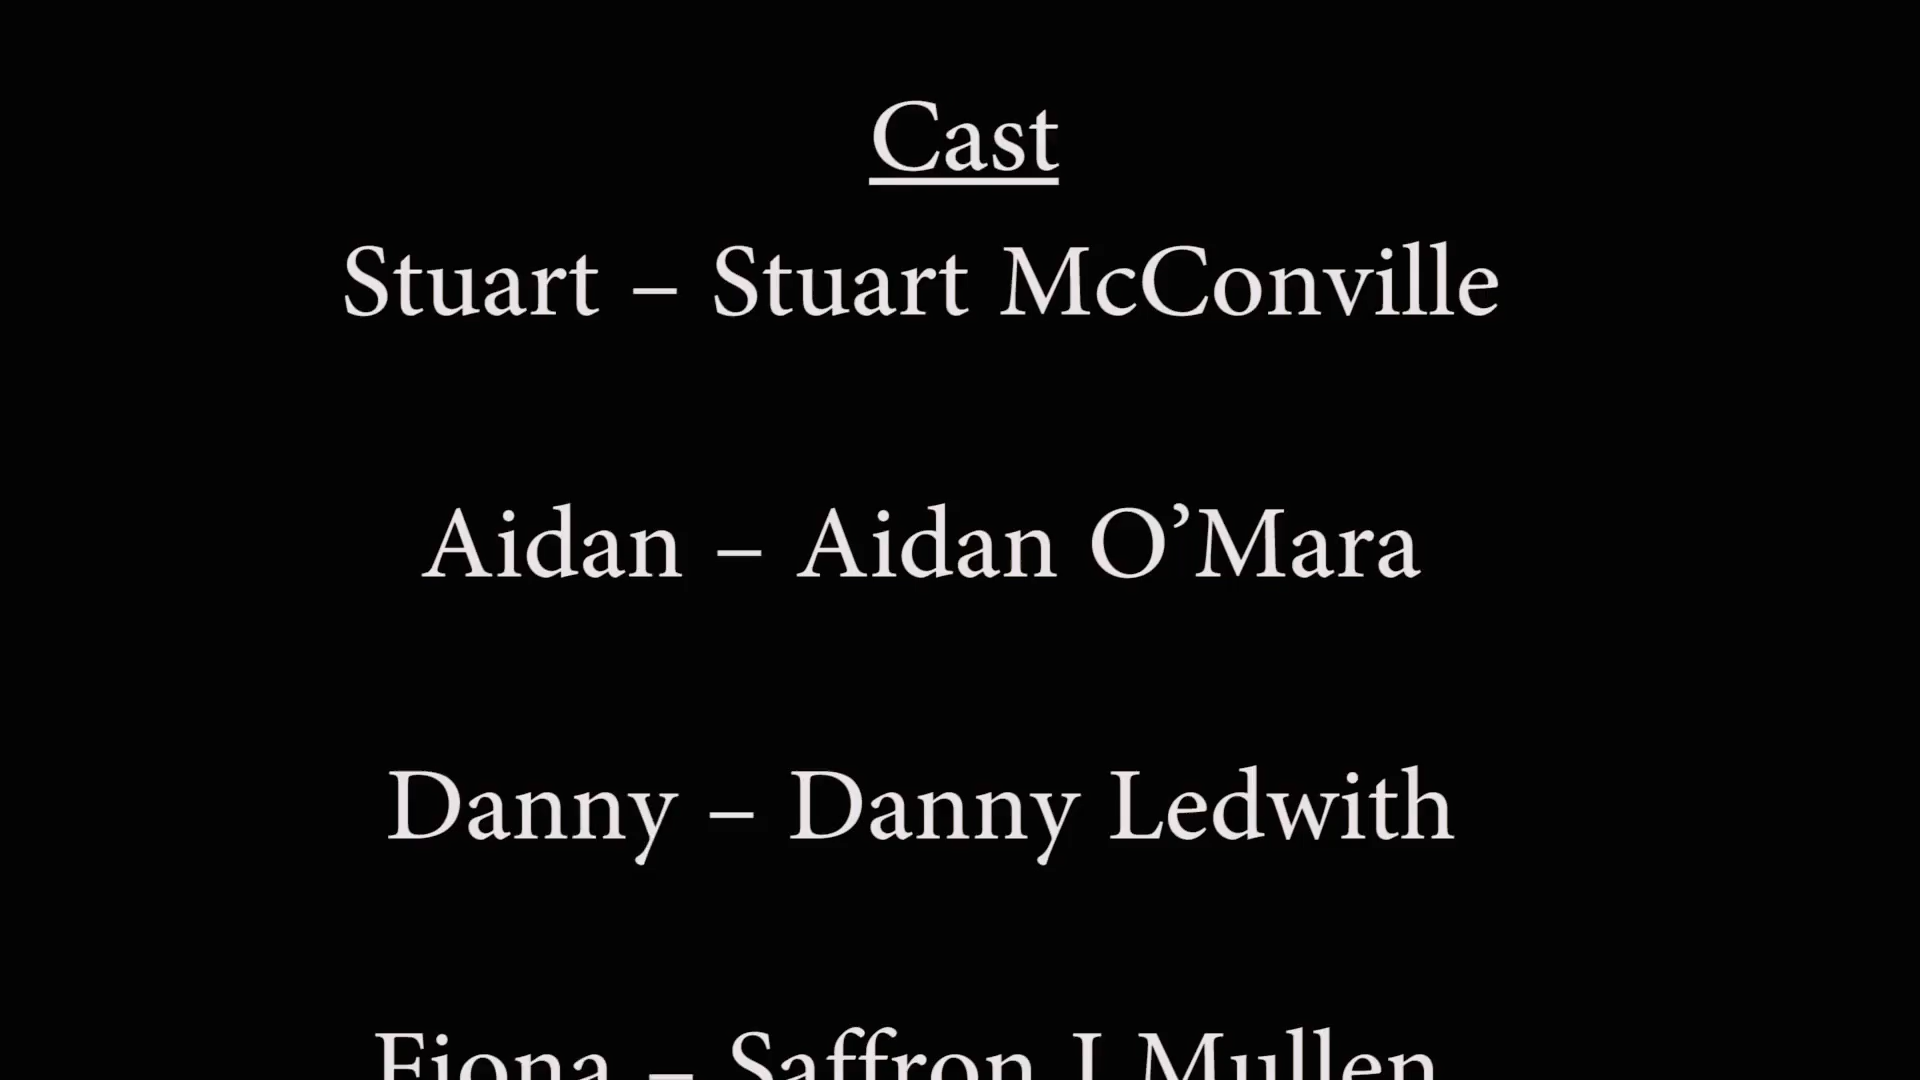 Cast
Stuart – Stuart McConville
Aidan – Aidan O’Mara
Danny – Danny Ledwith
Fiona – Saffron J Mullen